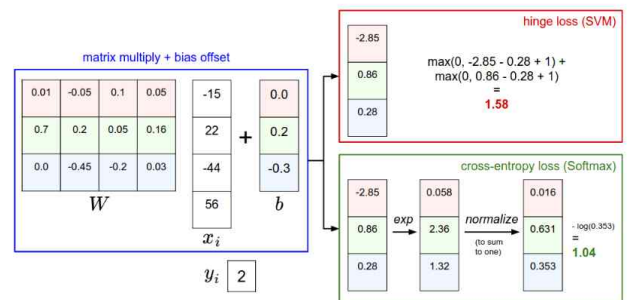 matrix multiply + bias offset
0.01 -0.05 0.1 0.05
0.7 0.2 0.05 0.16
0.0 -0.45 -0.2 0.03
W
-15
22
-44
56
x_i
+
0.0
0.2
-0.3
b
y_i 2
hinge loss (SVM)
-2.85
0.86
0.28
max(0, -2.85 - 0.28 + 1) +
max(0, 0.86 - 0.28 + 1)
=
1.58
cross-entropy loss (Softmax)
-2.85
0.86
0.28
exp
0.058
2.36
1.32
normalize
(to sum
to one)
0.016
0.631
0.353
- log(0.353)
=
1.04